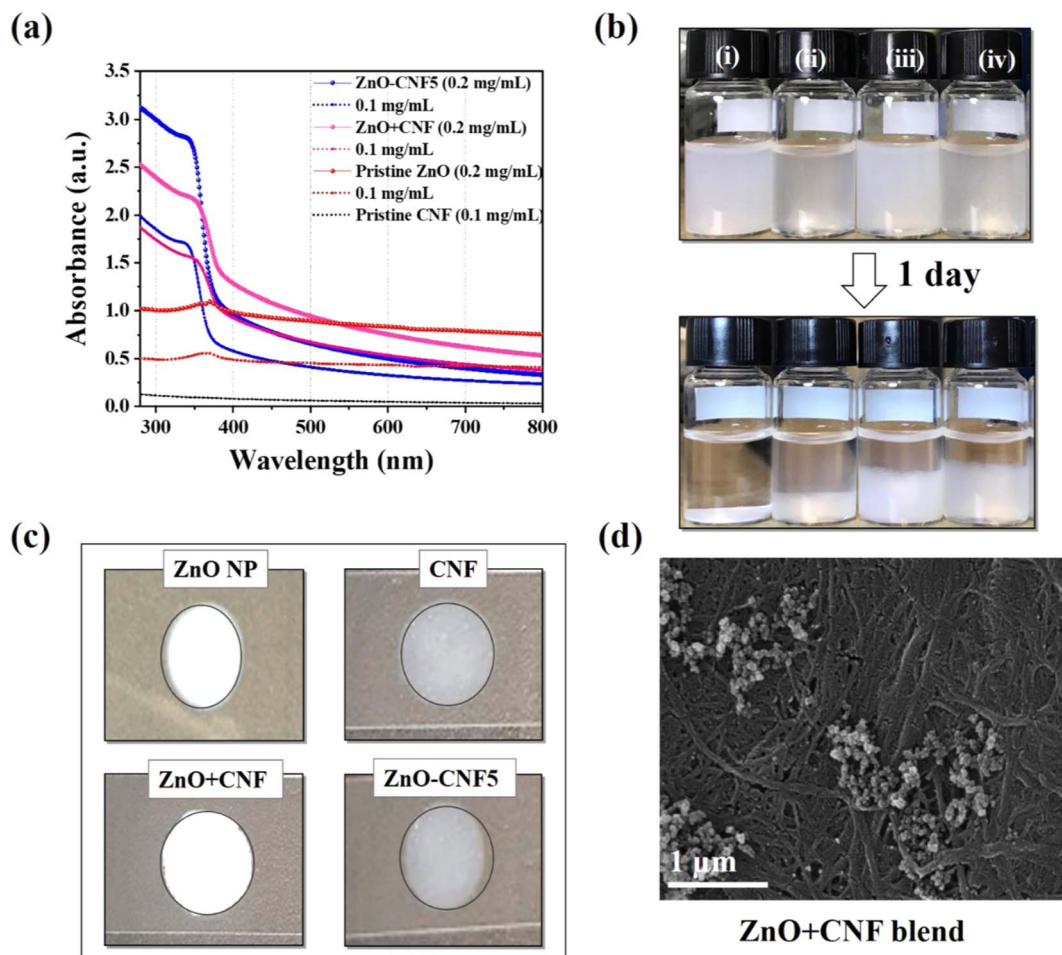 (a)
3.5
3.0
2.5
2.0
1.5
1.0
0.5
0.0
Absorbance (a.u.)
ZnO-CNF5 (0.2 mg/mL)
0.1 mg/mL
ZnO+CNF (0.2 mg/mL)
0.1 mg/mL
Pristine ZnO (0.2 mg/mL)
0.1 mg/mL
Pristine CNF (0.1 mg/mL)
300 400 500 600 700 800
Wavelength (nm)
(b)
(i) (ii) (iii) (iv)
1 day
(c)
ZnO NP
CNF
ZnO+CNF
ZnO-CNF5
(d)
1 μm
ZnO+CNF blend